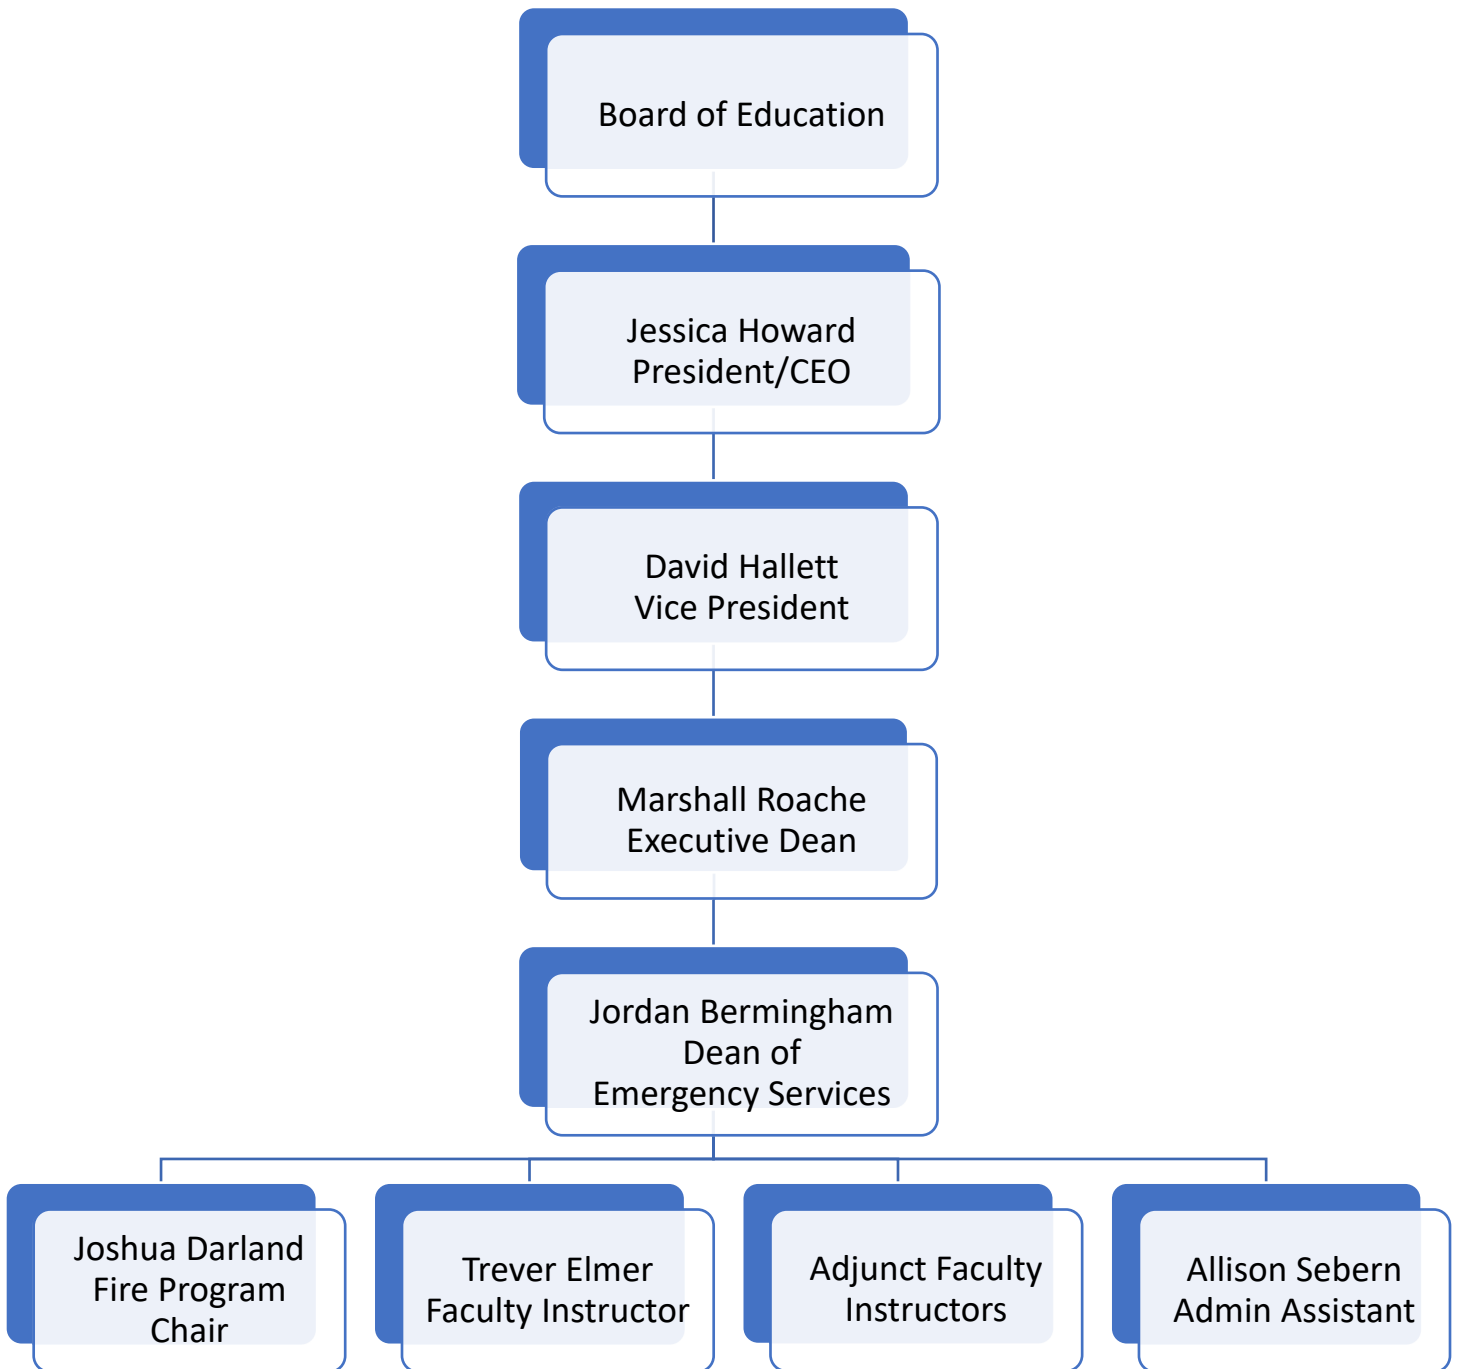 Board of Education
Jessica Howard
President/CEO
David Hallett
Vice President
Marshall Roache
Executive Dean
Jordan Bermingham
Dean of
Emergency Services
Joshua Darland
Fire Program
Chair
Trever Elmer
Faculty Instructor
Adjunct Faculty
Instructors
Allison Sebern
Admin Assistant